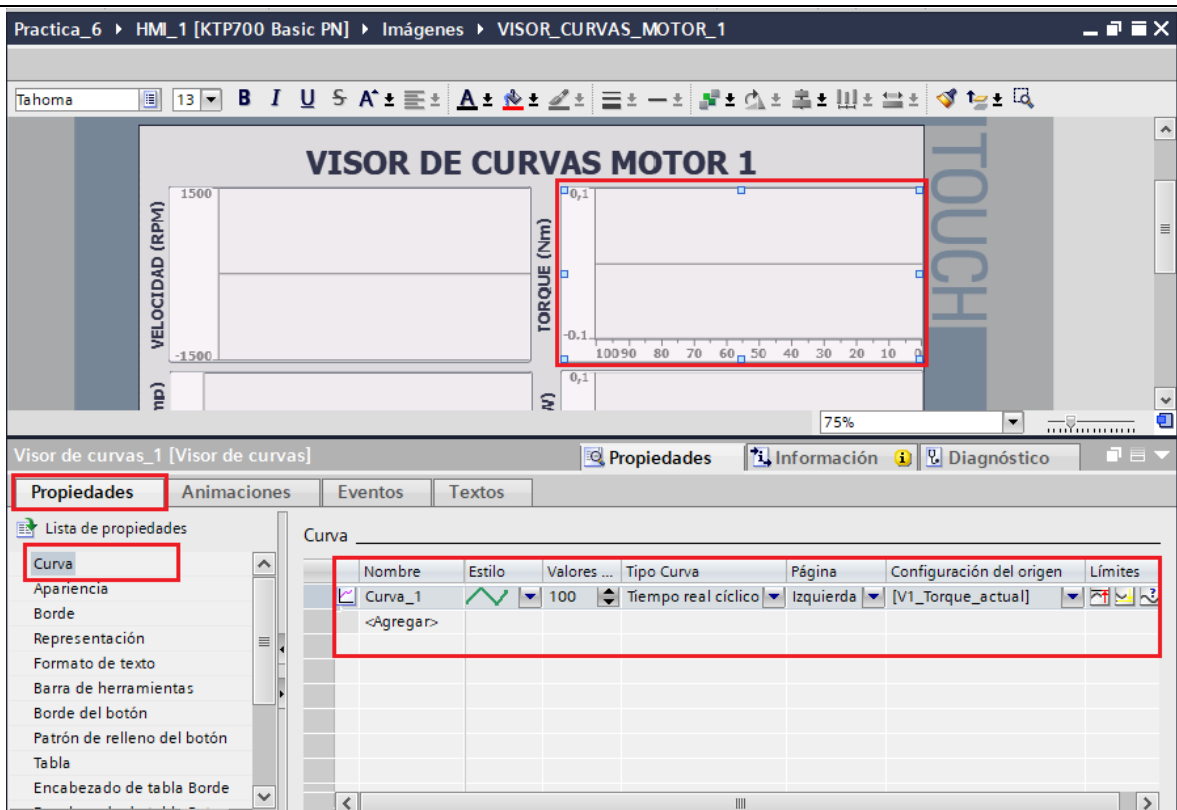 Practica_6 ▸ HMI_1 [KTP700 Basic PN] ▸ Imágenes ▸ VISOR_CURVAS_MOTOR_1
Tahoma 13 B I U S A A
VISOR DE CURVAS MOTOR 1
TOUCH
VELOCIDAD (RPM)
1500
-1500
TORQUE (Nm)
0,1
-0.1
100 90 80 70 60 50 40 30 20 10 0
0,1
75%
Visor de curvas_1 [Visor de curvas]
Propiedades Información Diagnóstico
Propiedades Animaciones Eventos Textos
Lista de propiedades
Curva
Apariencia
Borde
Representación
Formato de texto
Barra de herramientas
Borde del botón
Patrón de relleno del botón
Tabla
Encabezado de tabla Borde
Curva
Nombre Estilo Valores ... Tipo Curva Página Configuración del origen Límites
Curva_1 100 Tiempo real cíclico Izquierda [V1_Torque_actual]
<Agregar>